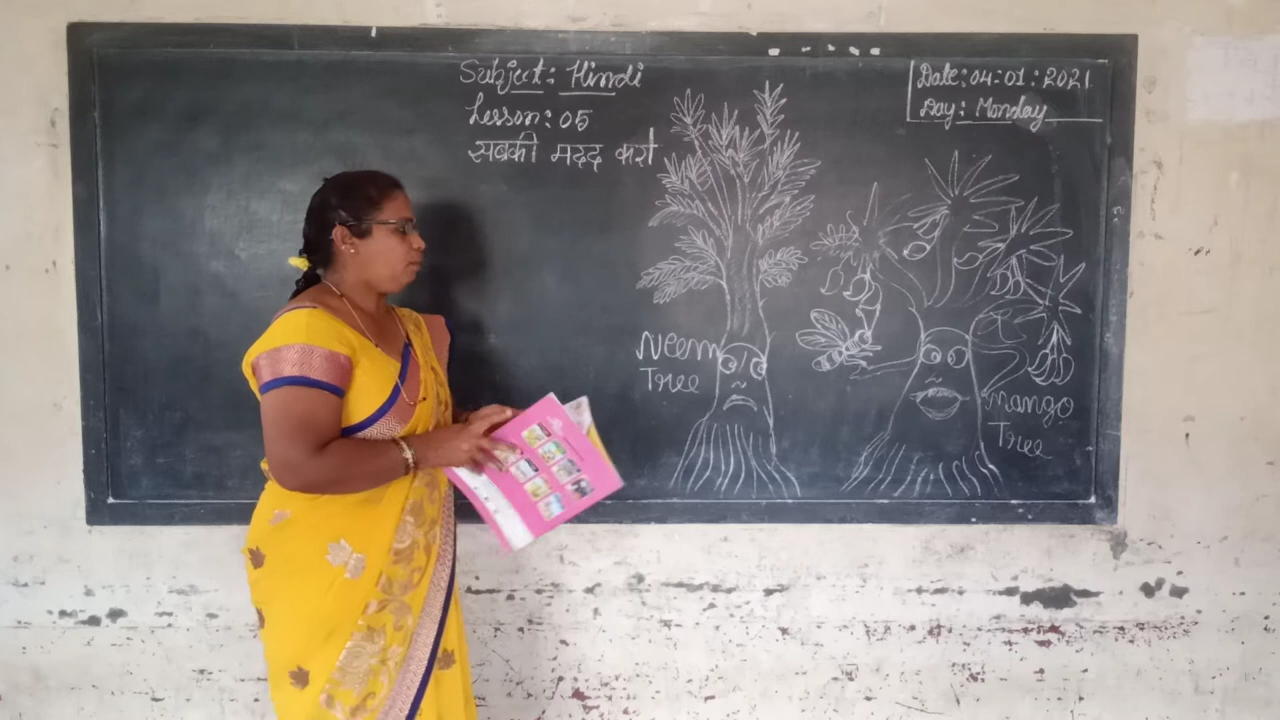 Subject: Hindi
Lesson: 05
सबकी मदद करो
Date: 04:01:2021
Day: Monday
Neem
Tree
mango
Tree